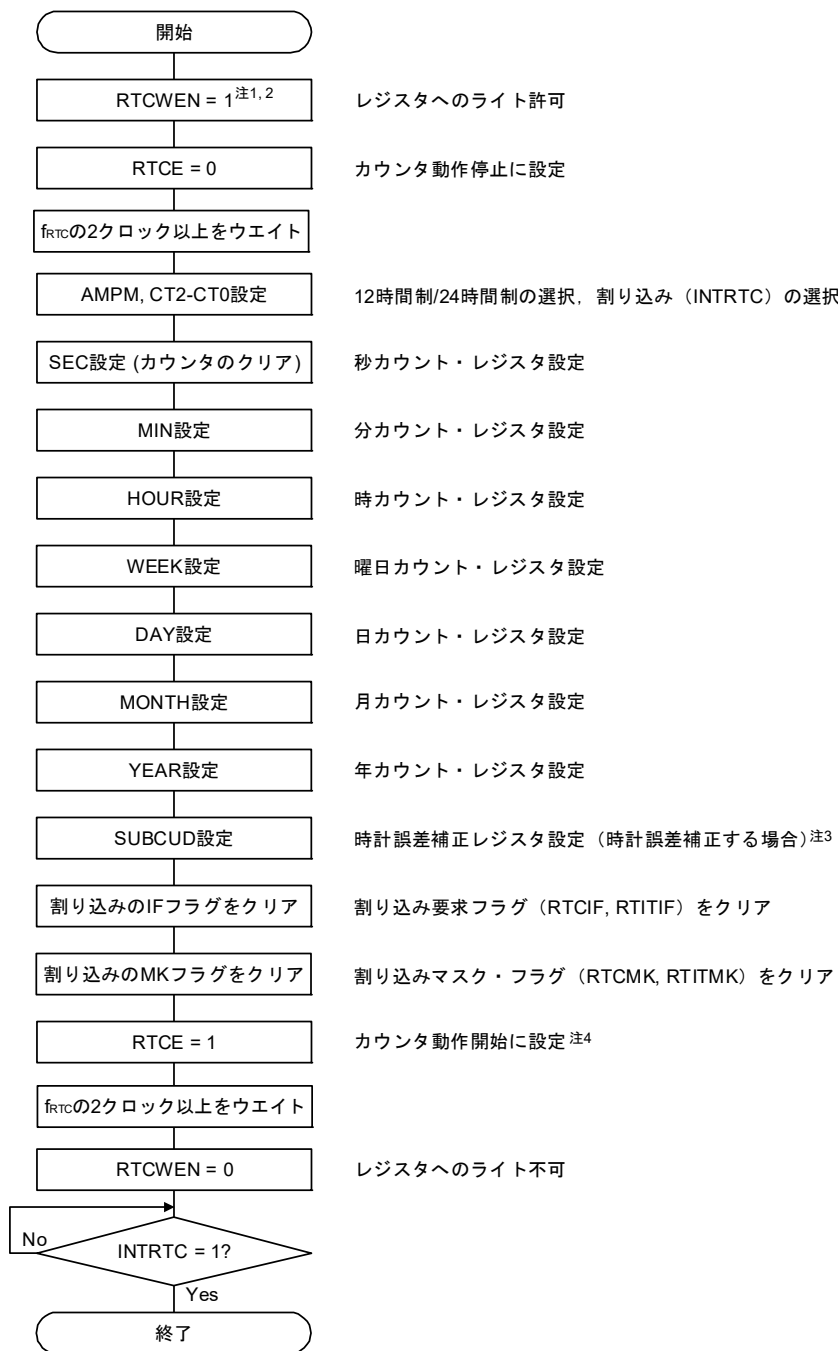 開始
RTCWEN = 1注1, 2 レジスタへのライト許可
RTCE = 0 カウンタ動作停止に設定
fRTCの2クロック以上をウエイト
AMPM, CT2-CT0設定 12時間制/24時間制の選択，割り込み（INTRTC）の選択
SEC設定 (カウンタのクリア) 秒カウント・レジスタ設定
MIN設定 分カウント・レジスタ設定
HOUR設定 時カウント・レジスタ設定
WEEK設定 曜日カウント・レジスタ設定
DAY設定 日カウント・レジスタ設定
MONTH設定 月カウント・レジスタ設定
YEAR設定 年カウント・レジスタ設定
SUBCUD設定 時計誤差補正レジスタ設定（時計誤差補正する場合）注3
割り込みのIFフラグをクリア 割り込み要求フラグ（RTCIF, RTITIF）をクリア
割り込みのMKフラグをクリア 割り込みマスク・フラグ（RTCMK, RTITMK）をクリア
RTCE = 1 カウンタ動作開始に設定注4
fRTCの2クロック以上をウエイト
RTCWEN = 0 レジスタへのライト不可
No
INTRTC = 1?
Yes
終了